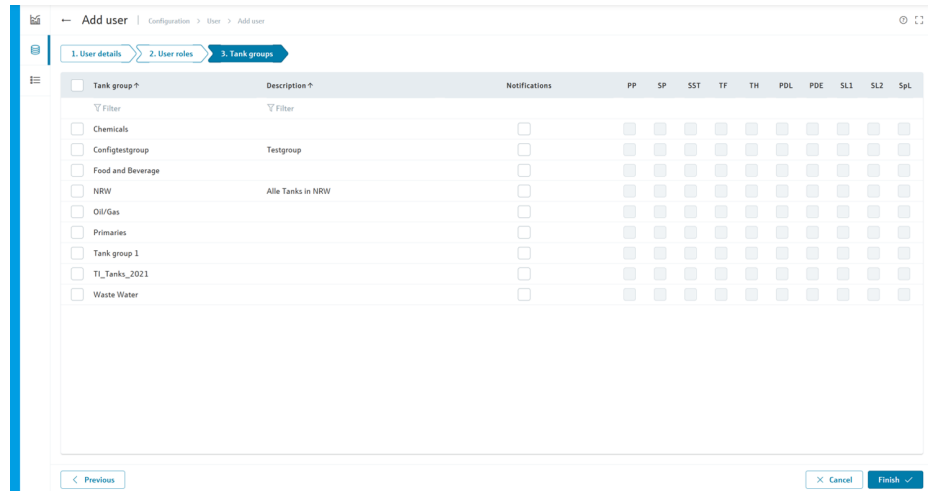 Add user | Configuration > User > Add user
1. User details 2. User roles 3. Tank groups
Tank group Description Notifications PP SP SST TF TH PDL PDE SL1 SL2 SpL
Filter Filter
Chemicals
Configtestgroup Testgroup
Food and Beverage
NRW Alle Tanks in NRW
Oil/Gas
Primaries
Tank group 1
TI_Tanks_2021
Waste Water
Previous Cancel Finish